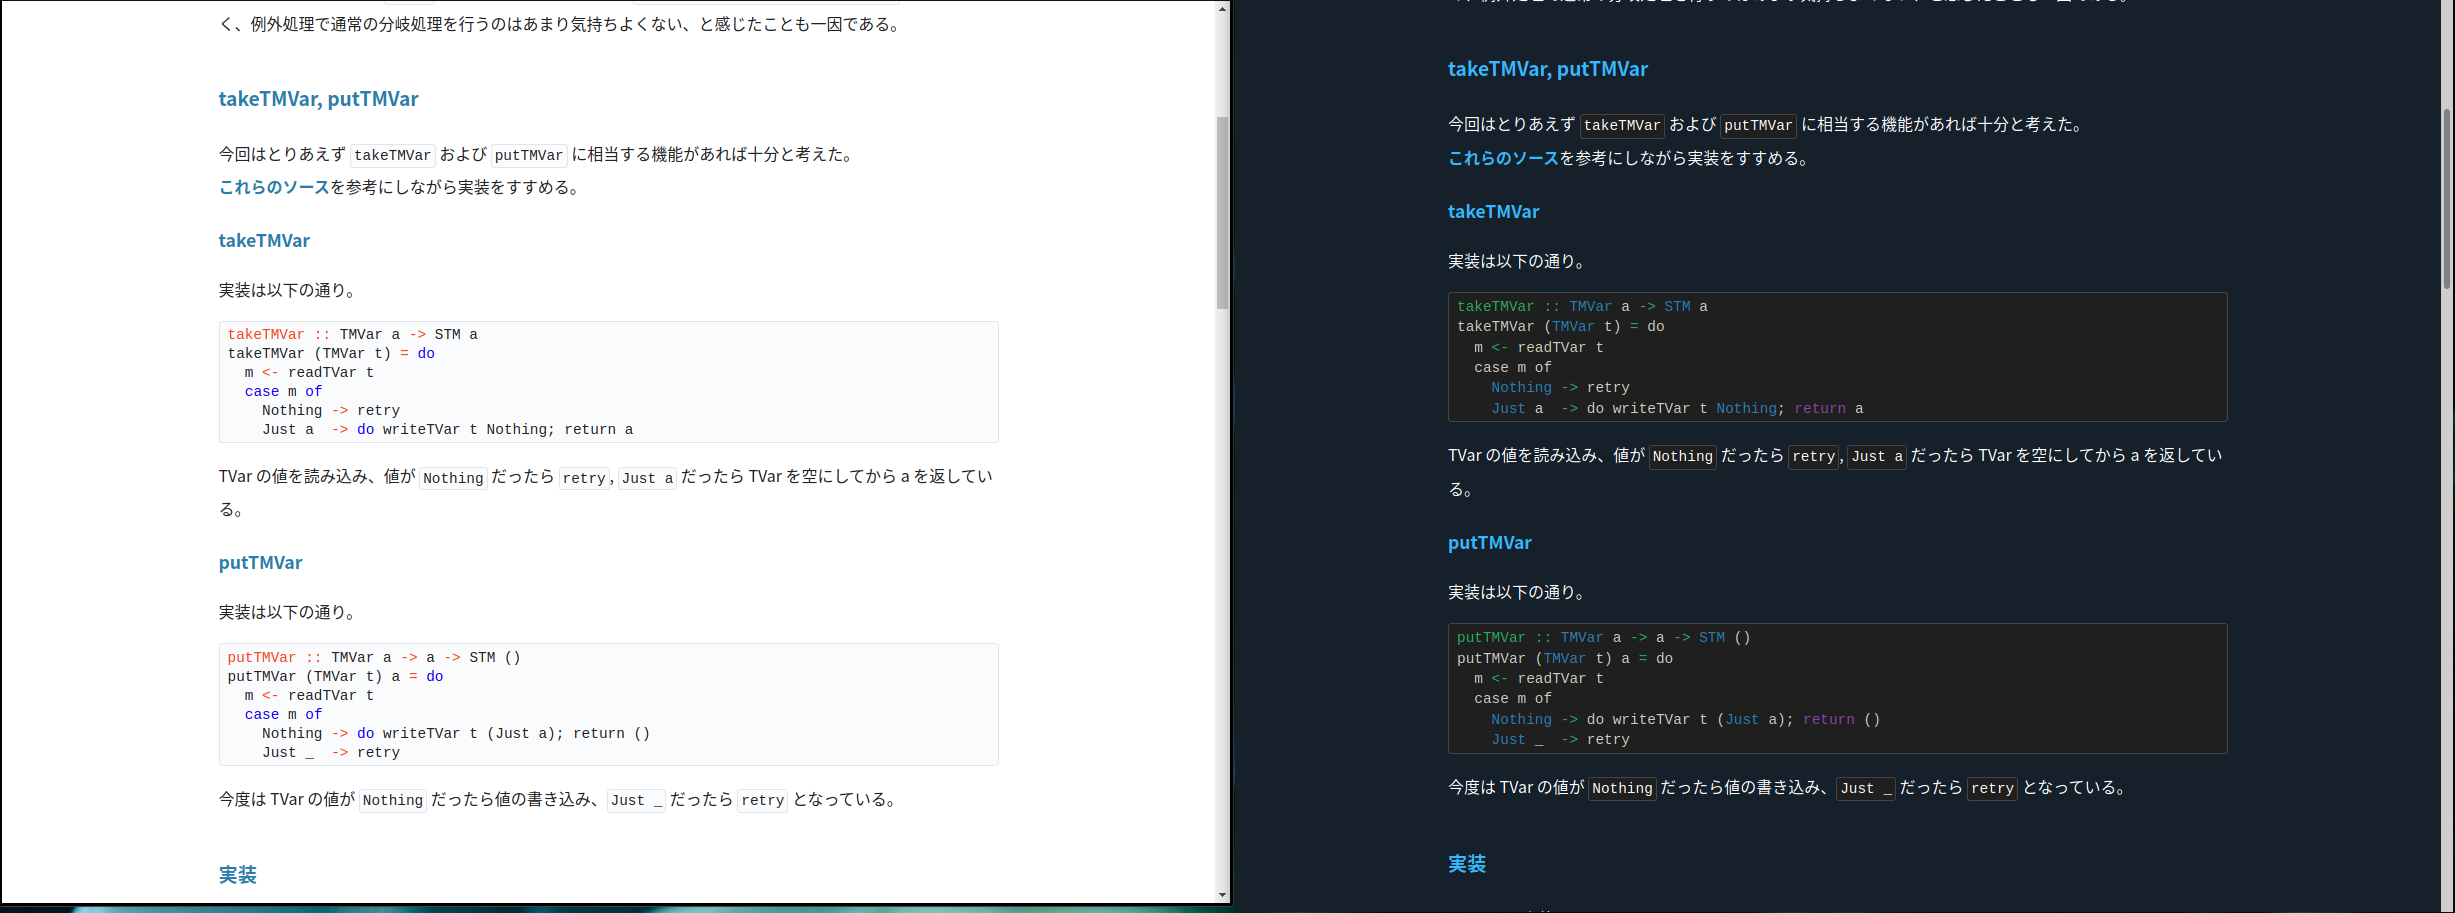 く、例外処理で通常の分岐処理を行うのはあまり気持ちよくない、と感じたことも一因である。
takeTMVar, putTMVar
今回はとりあえず takeTMVar および putTMVar に相当する機能があれば十分と考えた。
これらのソースを参考にしながら実装をすすめる。
takeTMVar
実装は以下の通り。
takeTMVar :: TMVar a -> STM a
takeTMVar (TMVar t) = do
  m <- readTVar t
  case m of
    Nothing -> retry
    Just a  -> do writeTVar t Nothing; return a
TVar の値を読み込み、値が Nothing だったら retry, Just a だったら TVar を空にしてから a を返してい
る。
putTMVar
実装は以下の通り。
putTMVar :: TMVar a -> a -> STM ()
putTMVar (TMVar t) a = do
  m <- readTVar t
  case m of
    Nothing -> do writeTVar t (Just a); return ()
    Just _  -> retry
今度は TVar の値が Nothing だったら値の書き込み、 Just _ だったら retry となっている。
実装
takeTMVar, putTMVar
今回はとりあえず takeTMVar および putTMVar に相当する機能があれば十分と考えた。
これらのソースを参考にしながら実装をすすめる。
takeTMVar
実装は以下の通り。
takeTMVar :: TMVar a -> STM a
takeTMVar (TMVar t) = do
  m <- readTVar t
  case m of
    Nothing -> retry
    Just a  -> do writeTVar t Nothing; return a
TVar の値を読み込み、値が Nothing だったら retry, Just a だったら TVar を空にしてから a を返してい
る。
putTMVar
実装は以下の通り。
putTMVar :: TMVar a -> a -> STM ()
putTMVar (TMVar t) a = do
  m <- readTVar t
  case m of
    Nothing -> do writeTVar t (Just a); return ()
    Just _  -> retry
今度は TVar の値が Nothing だったら値の書き込み、 Just _ だったら retry となっている。
実装